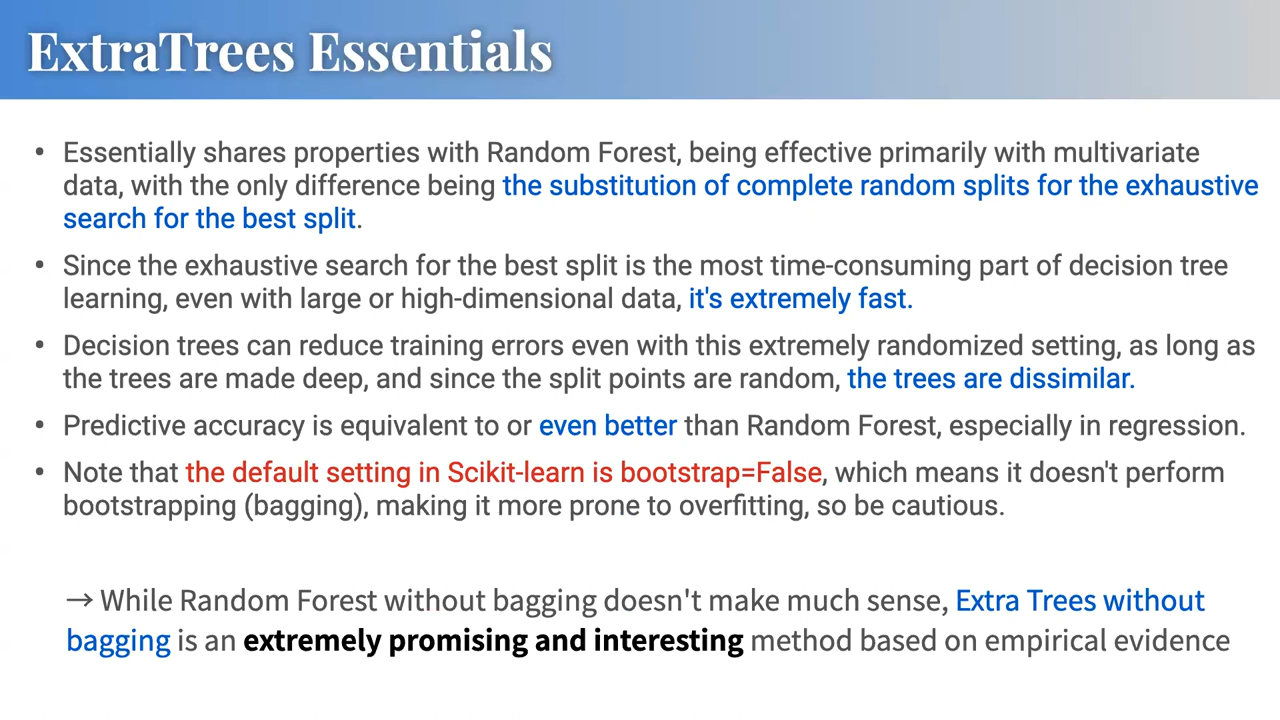 ExtraTrees Essentials
• Essentially shares properties with Random Forest, being effective primarily with multivariate
data, with the only difference being the substitution of complete random splits for the exhaustive
search for the best split.
• Since the exhaustive search for the best split is the most time-consuming part of decision tree
learning, even with large or high-dimensional data, it's extremely fast.
• Decision trees can reduce training errors even with this extremely randomized setting, as long as
the trees are made deep, and since the split points are random, the trees are dissimilar.
• Predictive accuracy is equivalent to or even better than Random Forest, especially in regression.
• Note that the default setting in Scikit-learn is bootstrap=False, which means it doesn't perform
bootstrapping (bagging), making it more prone to overfitting, so be cautious.
→ While Random Forest without bagging doesn't make much sense, Extra Trees without
bagging is an extremely promising and interesting method based on empirical evidence